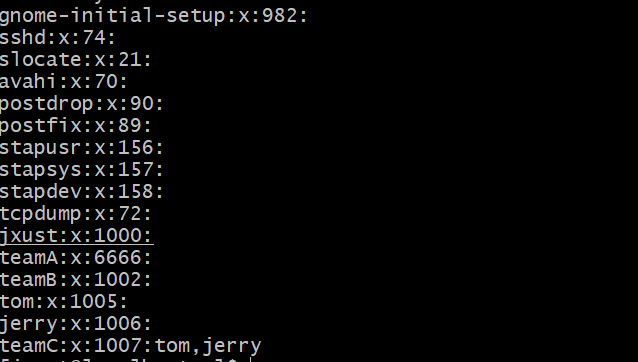 gnome-initial-setup:x:982:
sshd:x:74:
slocate:x:21:
avahi:x:70:
postdrop:x:90:
postfix:x:89:
stapusr:x:156:
stapsys:x:157:
stapdev:x:158:
tcpdump:x:72:
jxust:x:1000:
teamA:x:6666:
teamB:x:1002:
tom:x:1005:
jerry:x:1006:
teamC:x:1007:tom,jerry